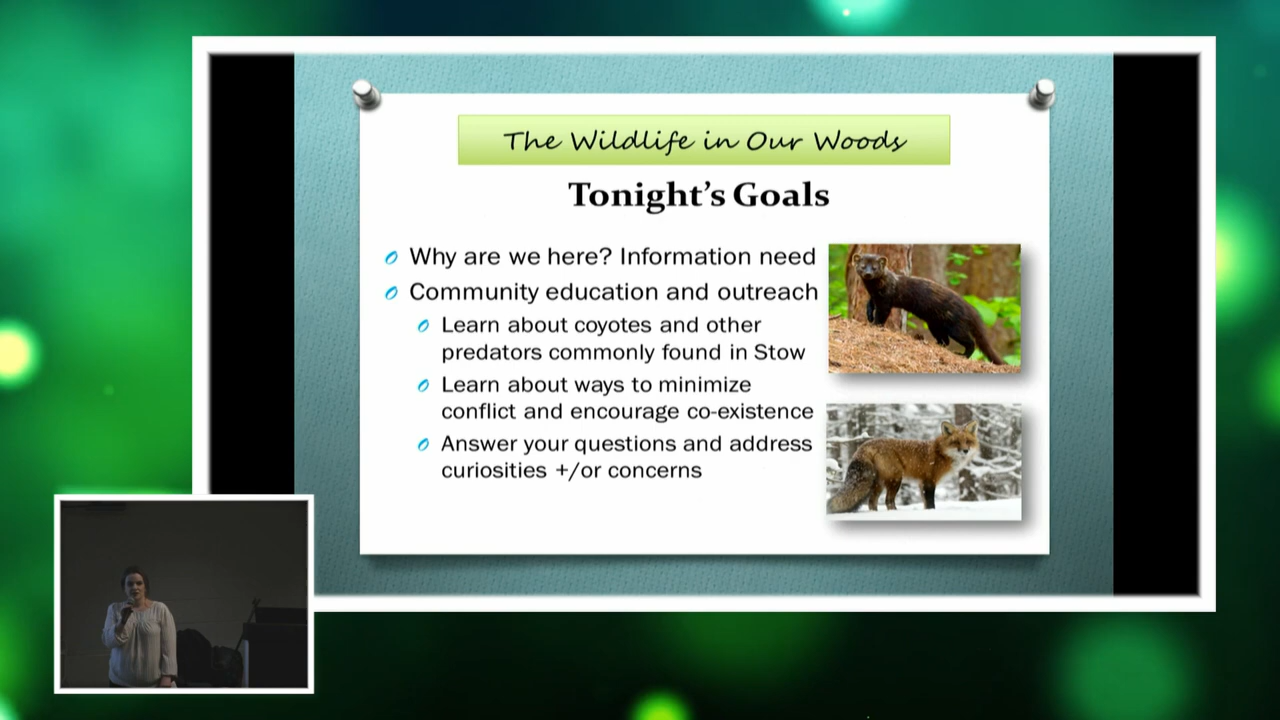 The Wildlife in Our Woods
Tonight's Goals
Why are we here? Information need
Community education and outreach
Learn about coyotes and other
predators commonly found in Stow
Learn about ways to minimize
conflict and encourage co-existence
Answer your questions and address
curiosities +/or concerns